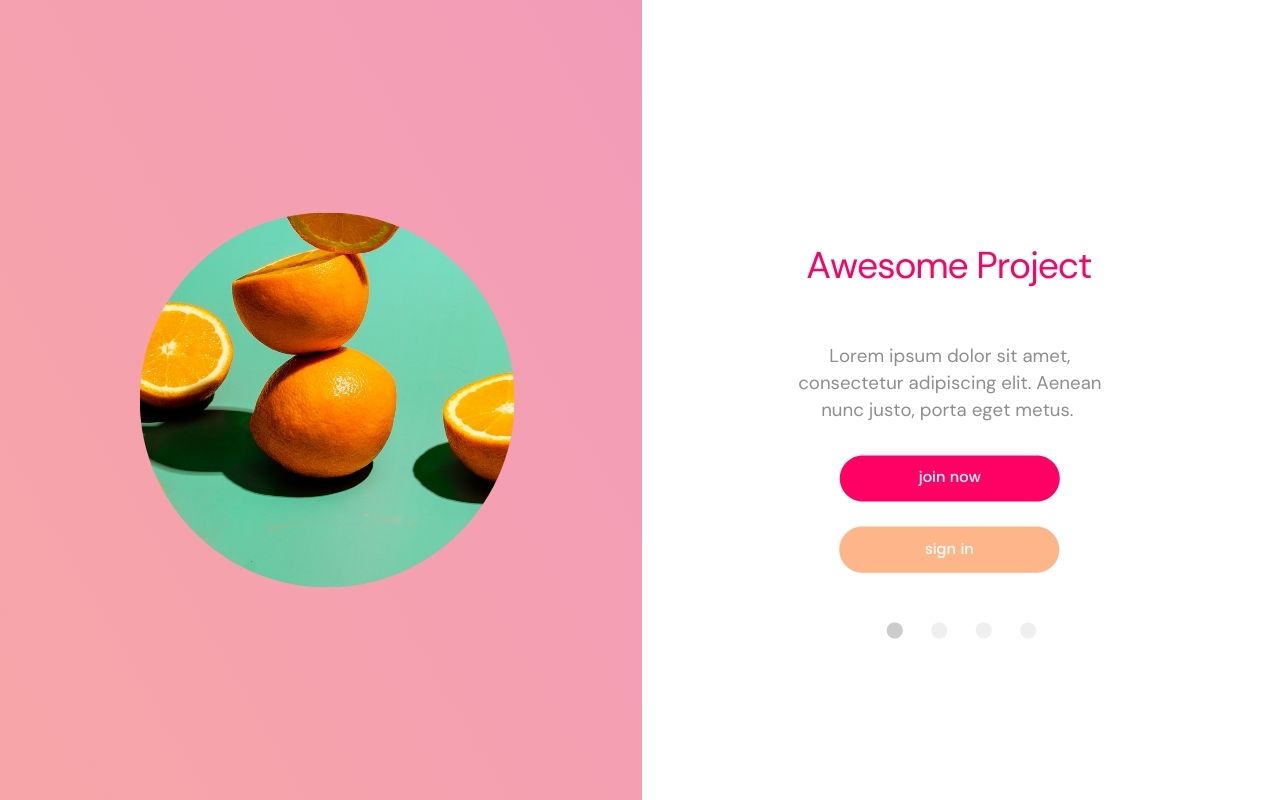 Awesome Project
Lorem ipsum dolor sit amet,
consectetur adipiscing elit. Aenean
nunc justo, porta eget metus.
join now
sign in